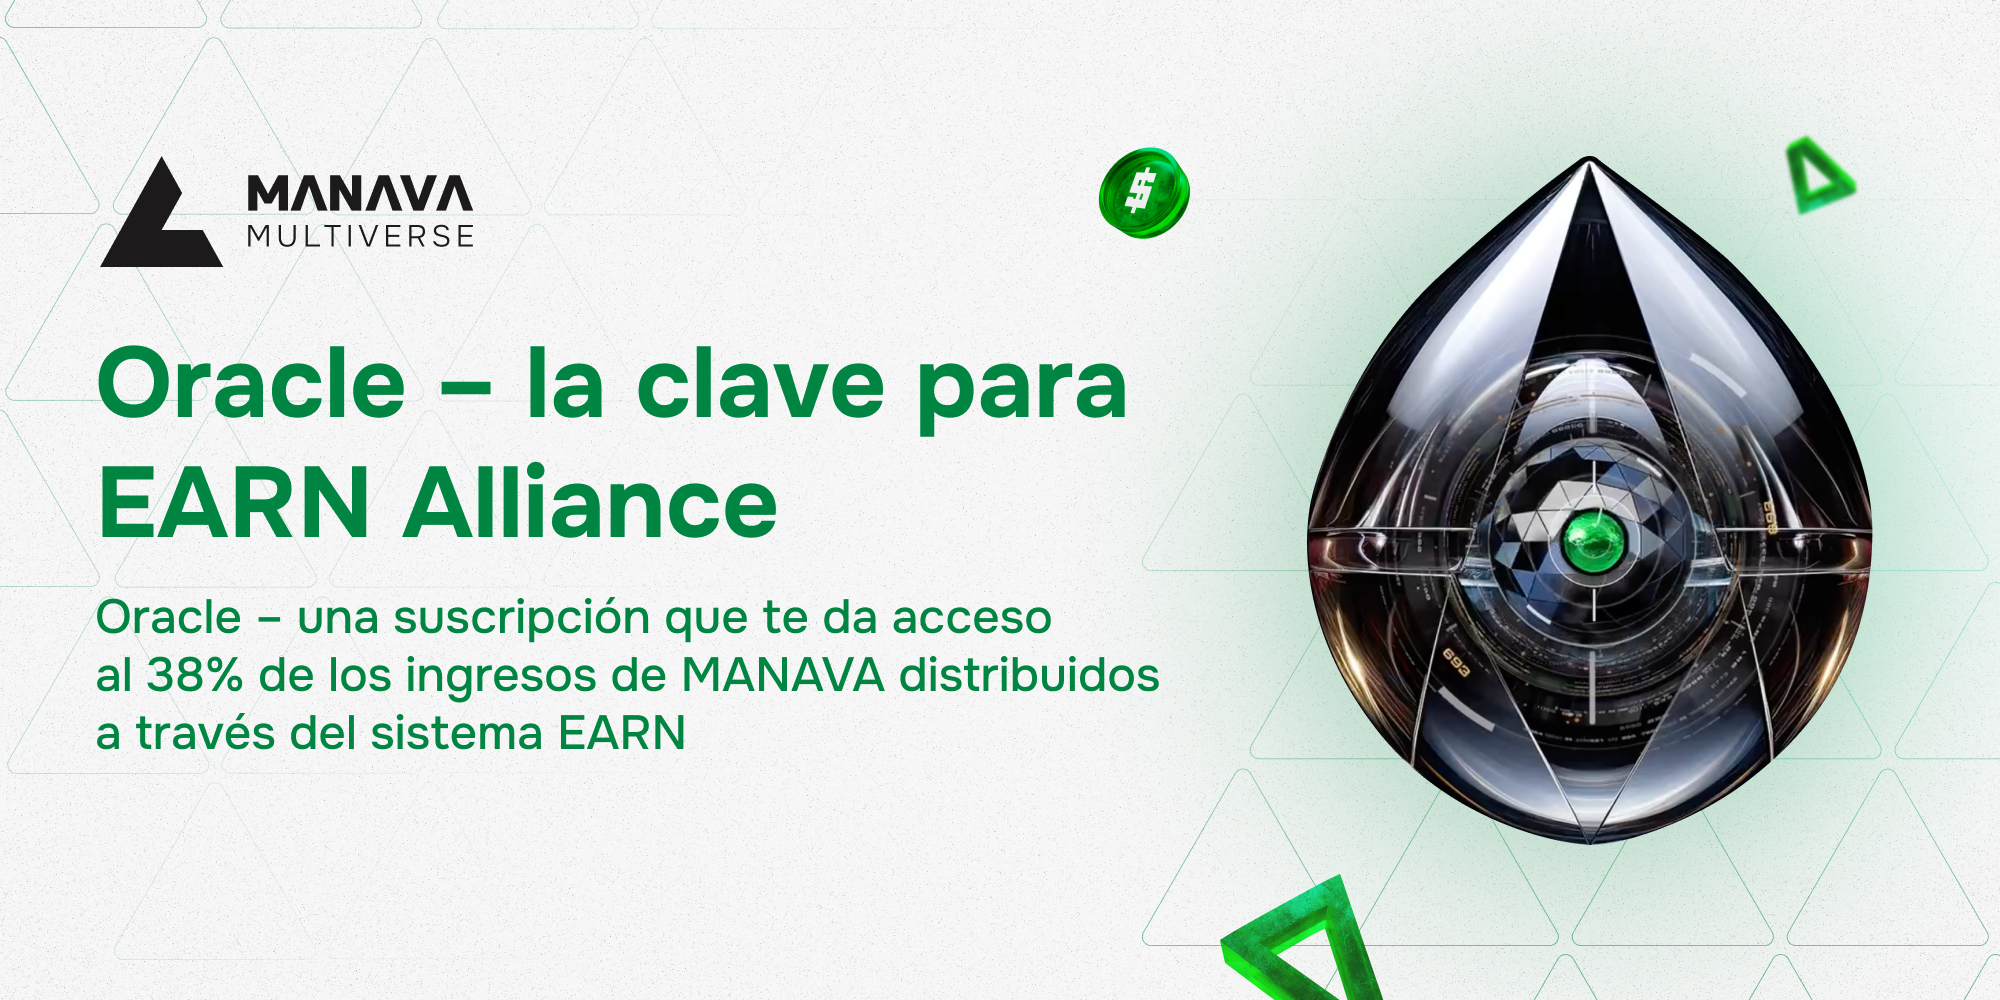 MANAVA
MULTIVERSE
$
Oracle – la clave para
EARN Alliance
Oracle – una suscripción que te da acceso
al 38% de los ingresos de MANAVA distribuidos
a través del sistema EARN
693